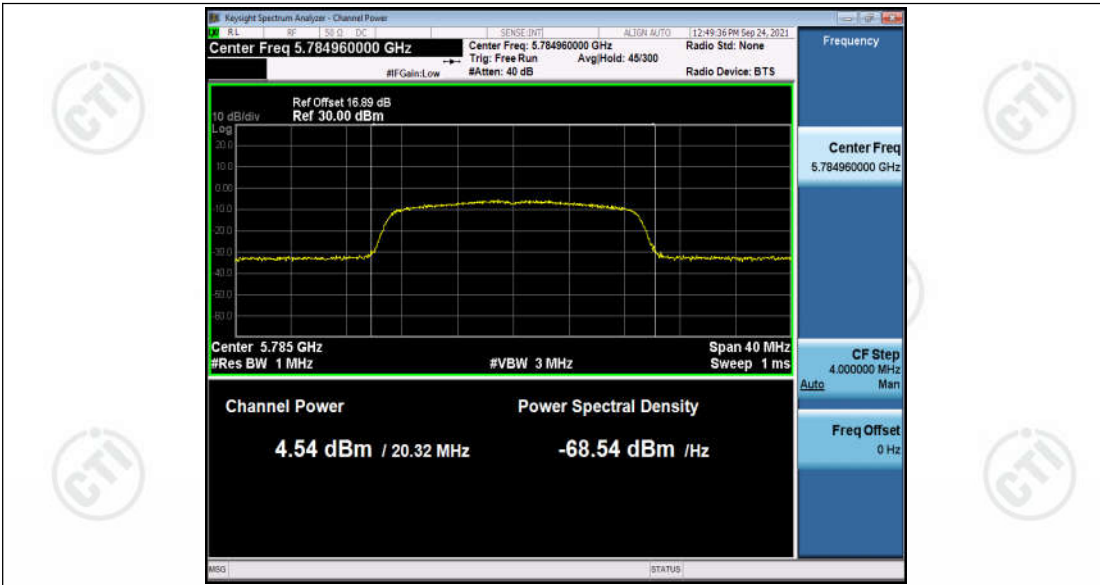 Keysight Spectrum Analyzer - Channel Power
RL RF 50 Ω DC SENSE:INT ALIGN AUTO 12:49:36 PM Sep 24, 2021
Center Freq 5.784960000 GHz
Center Freq: 5.784960000 GHz
Radio Std: None
Trig: Free Run Avg|Hold: 45/300
#IFGain:Low #Atten: 40 dB
Radio Device: BTS
Frequency
Ref Offset 16.89 dB
10 dB/div Ref 30.00 dBm
Log
20.0
10.0
0.00
-10.0
-20.0
-30.0
-40.0
-50.0
-60.0
Center Freq
5.784960000 GHz
Center 5.785 GHz
Span 40 MHz
#Res BW 1 MHz #VBW 3 MHz Sweep 1 ms
CF Step
4.000000 MHz
Auto Man
Freq Offset
0 Hz
Channel Power
Power Spectral Density
4.54 dBm / 20.32 MHz
-68.54 dBm /Hz
MSG STATUS
CTI
CTI
CTI
CTI